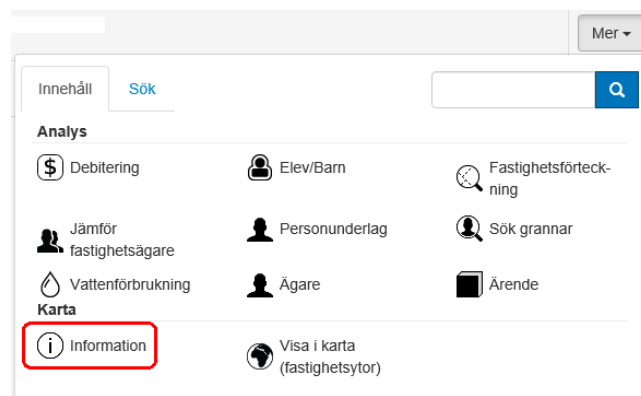 Mer
Innehåll Sök
Analys
Debitering Elev/Barn Fastighetsförteck-
ning
Jämför
fastighetsägare Personunderlag Sök grannar
Vattenförbrukning Ägare Ärende
Karta
Information Visa i karta
(fastighetsytor)